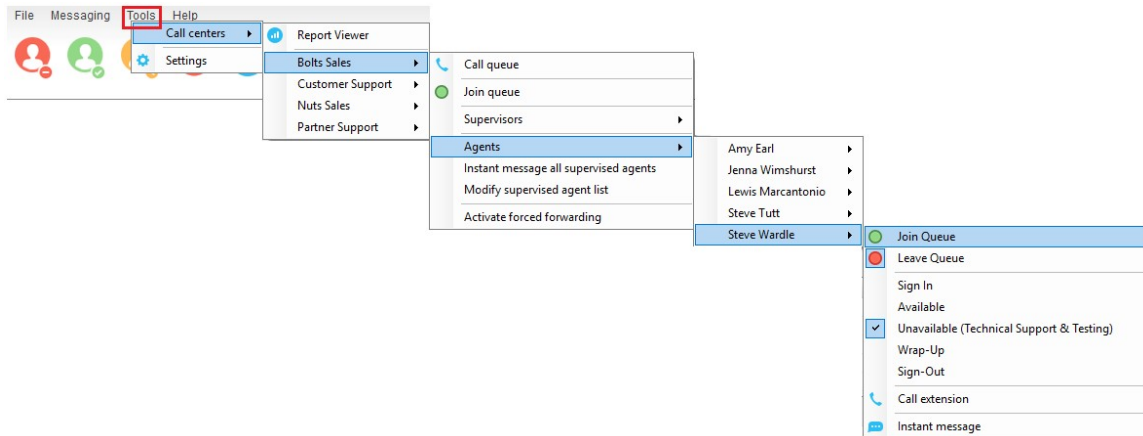 File Messaging Tools Help
Call centers
Settings
Report Viewer
Bolts Sales
Customer Support
Nuts Sales
Partner Support
Call queue
Join queue
Supervisors
Agents
Instant message all supervised agents
Modify supervised agent list
Activate forced forwarding
Amy Earl
Jenna Wimshurst
Lewis Marcantonio
Steve Tutt
Steve Wardle
Join Queue
Leave Queue
Sign In
Available
Unavailable (Technical Support & Testing)
Wrap-Up
Sign-Out
Call extension
Instant message